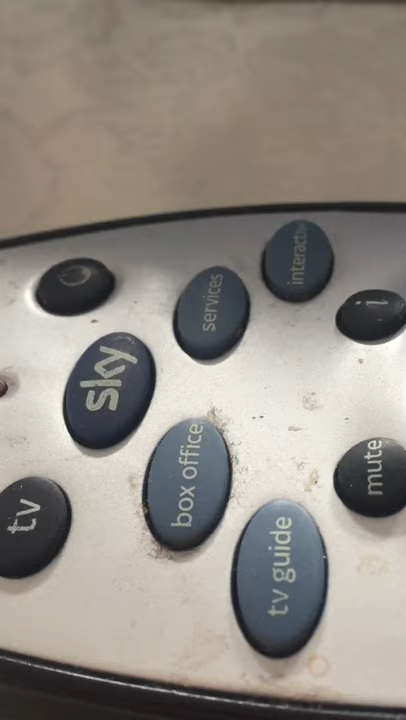 sky
tv
services
box office
interactive
tv guide
i
mute